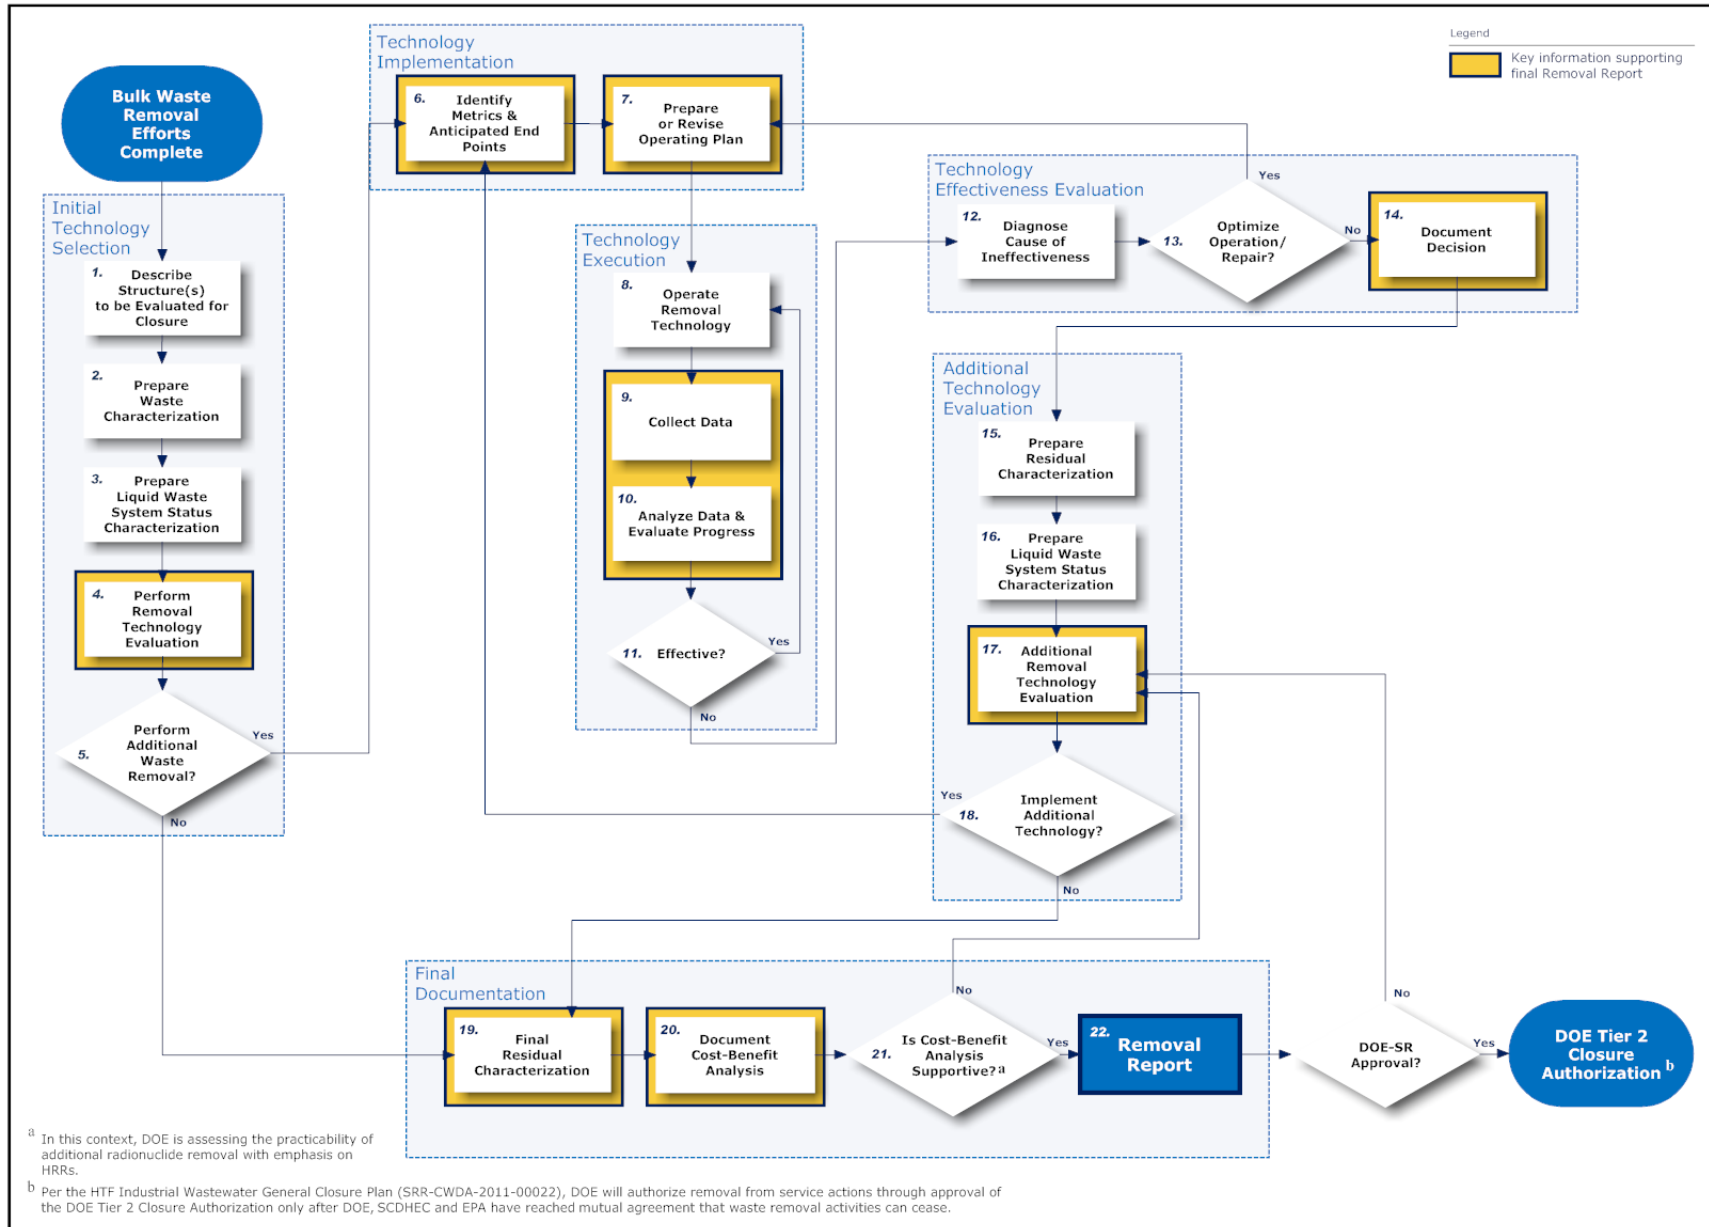 Legend
Key information supporting
final Removal Report
Bulk Waste
Removal
Efforts
Complete
Initial
Technology
Selection
1.
Describe
Structure(s)
to be Evaluated for
Closure
2.
Prepare
Waste
Characterization
3.
Prepare
Liquid Waste
System Status
Characterization
4.
Perform
Removal
Technology
Evaluation
5.
Perform
Additional
Waste
Removal?
Yes
No
Technology
Implementation
6.
Identify
Metrics &
Anticipated End
Points
7.
Prepare
or Revise
Operating Plan
Technology
Execution
8.
Operate
Removal
Technology
9.
Collect Data
10.
Analyze Data &
Evaluate Progress
11.
Effective?
Yes
No
Technology
Effectiveness Evaluation
12.
Diagnose
Cause of
Ineffectiveness
13.
Optimize
Operation/
Repair?
Yes
No
14.
Document
Decision
Additional
Technology
Evaluation
15.
Prepare
Residual
Characterization
16.
Prepare
Liquid Waste
System Status
Characterization
17.
Additional
Removal
Technology
Evaluation
18.
Implement
Additional
Technology?
Yes
No
Final
Documentation
19.
Final
Residual
Characterization
20.
Document
Cost-Benefit
Analysis
21.
Is Cost-Benefit
Analysis
Supportive?a
No
Yes
22.
Removal
Report
DOE-SR
Approval?
No
Yes
DOE Tier 2
Closure
Authorization b
a In this context, DOE is assessing the practicability of
additional radionuclide removal with emphasis on
HRRs.
b Per the HTF Industrial Wastewater General Closure Plan (SRR-CWDA-2011-00022), DOE will authorize removal from service actions through approval of
the DOE Tier 2 Closure Authorization only after DOE, SCDHEC and EPA have reached mutual agreement that waste removal activities can cease.